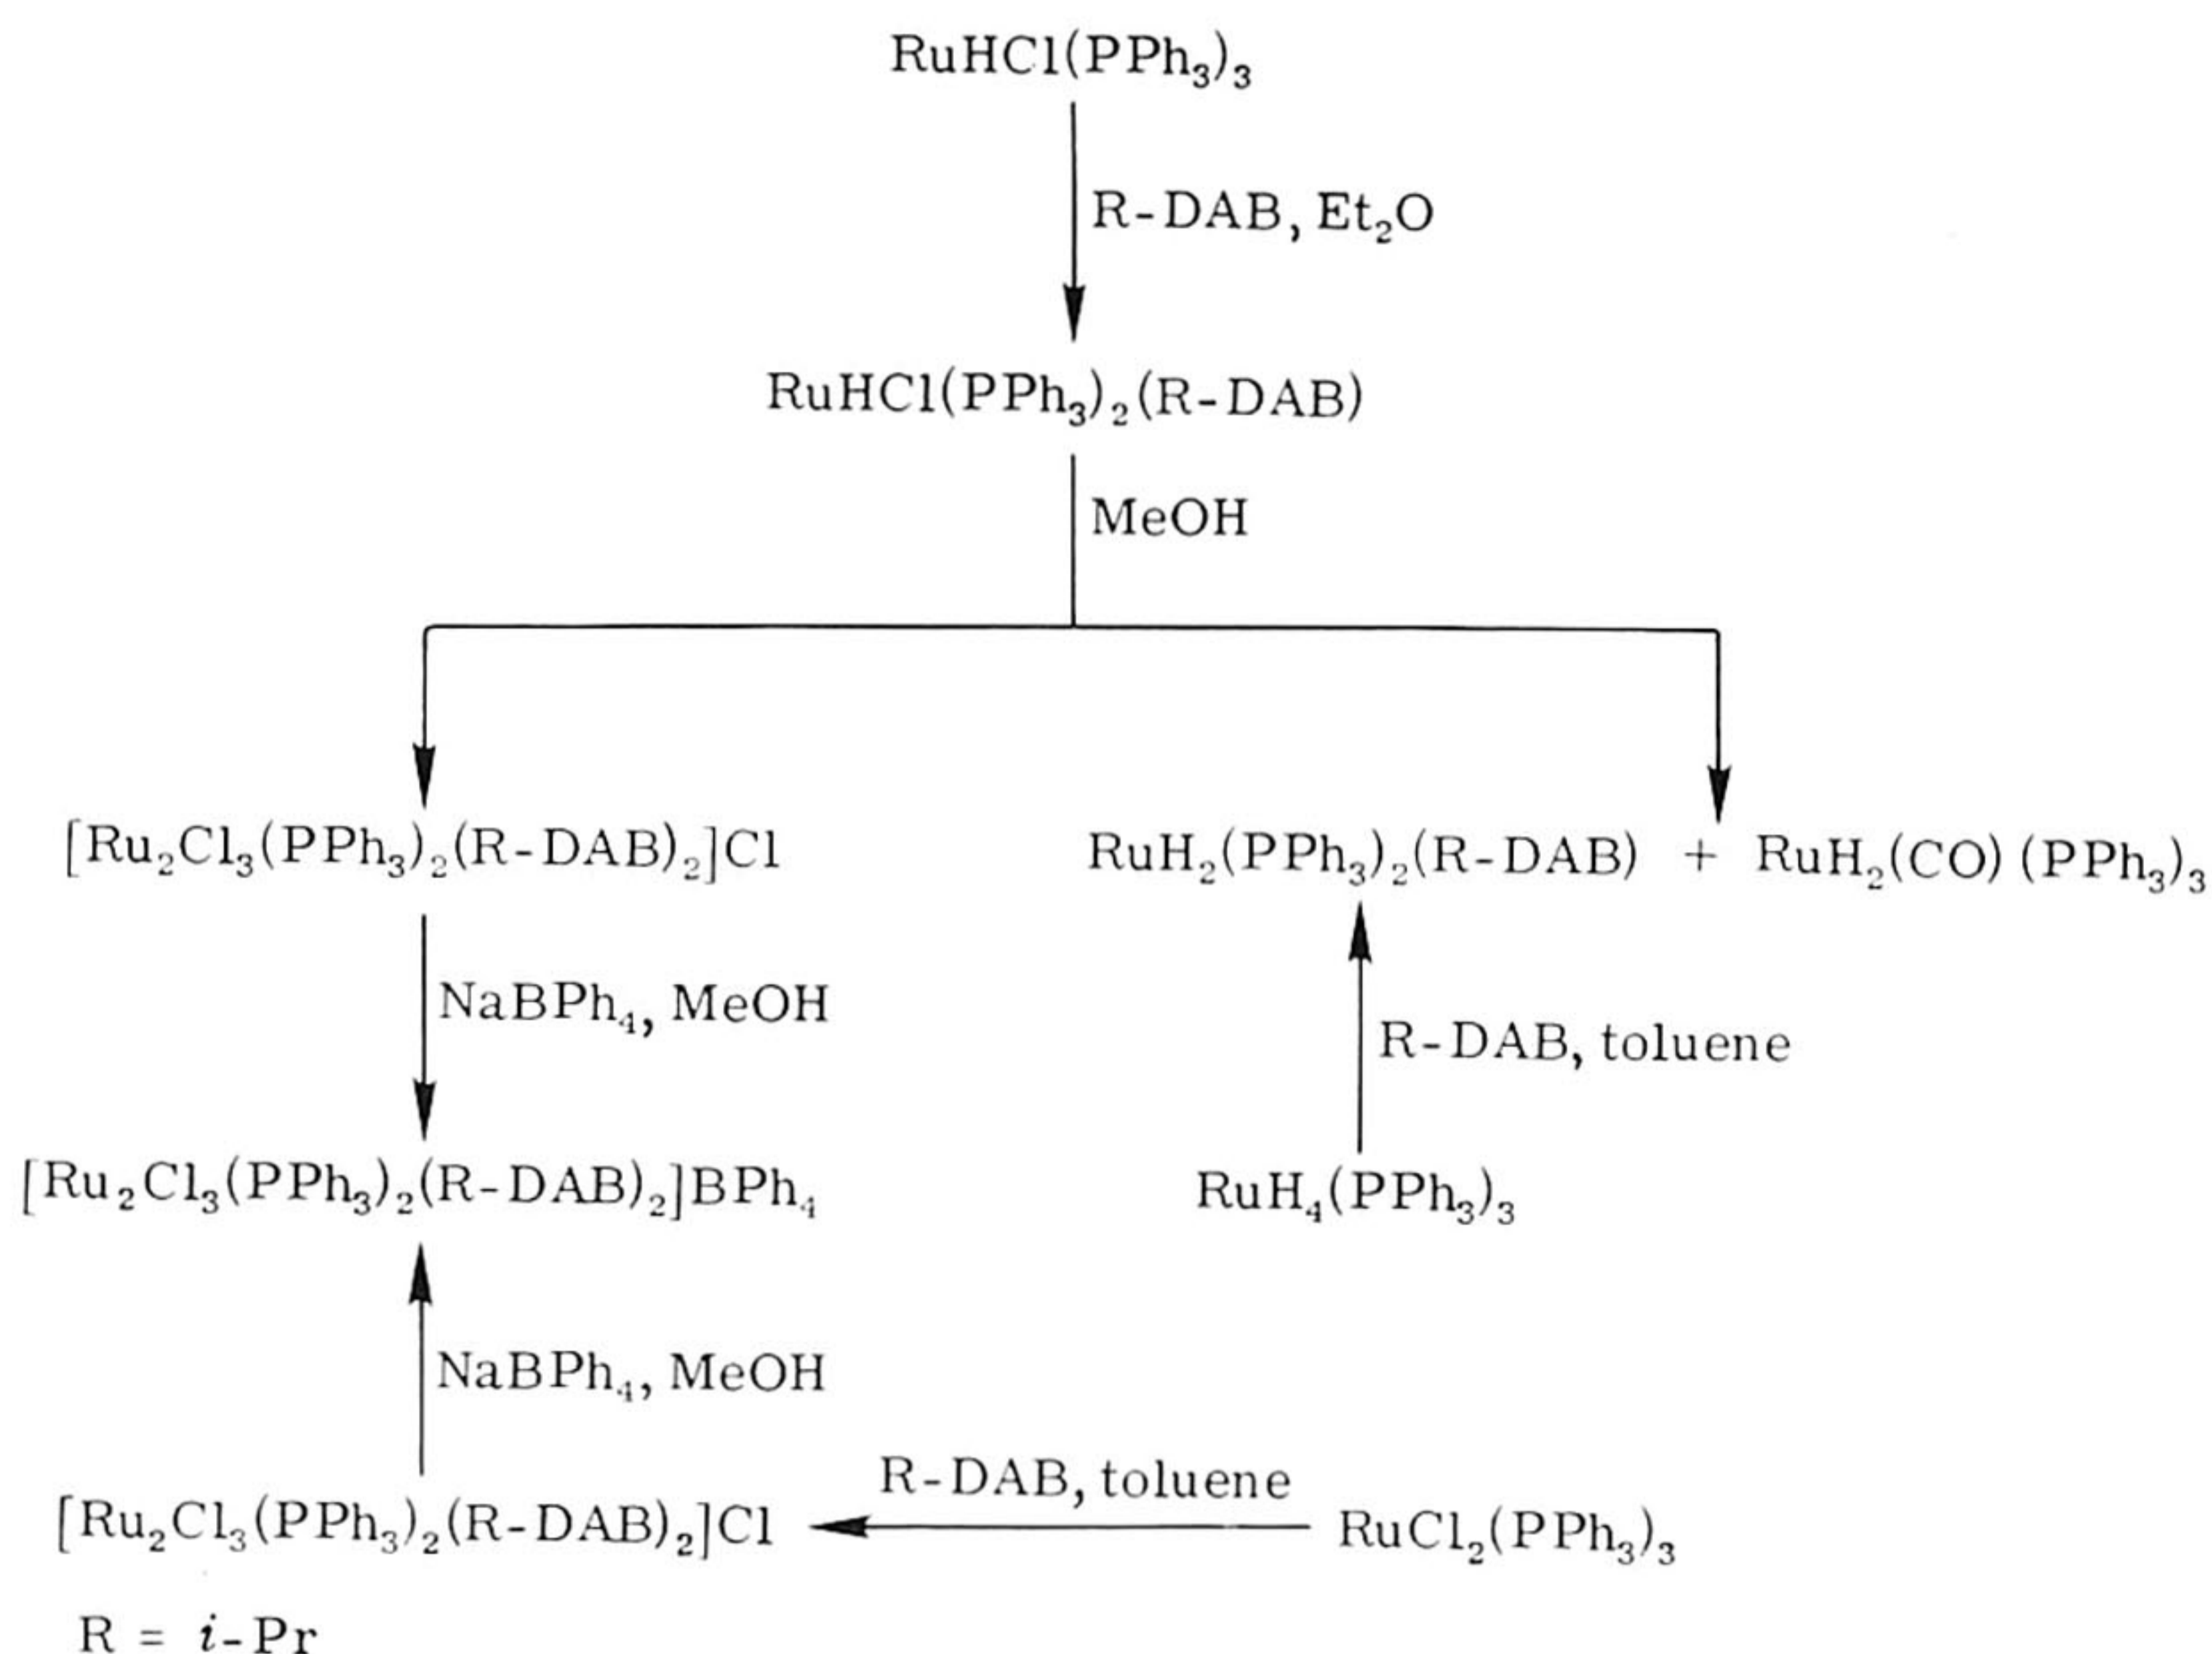 RuHCl(PPh₃)₃
R-DAB, Et₂O
RuHCl(PPh₃)₂(R-DAB)
MeOH
[Ru₂Cl₃(PPh₃)₂(R-DAB)₂]Cl
RuH₂(PPh₃)₂(R-DAB) + RuH₂(CO)(PPh₃)₃
NaBPh₄, MeOH
R-DAB, toluene
[Ru₂Cl₃(PPh₃)₂(R-DAB)₂]BPh₄
RuH₄(PPh₃)₃
NaBPh₄, MeOH
R-DAB, toluene
[Ru₂Cl₃(PPh₃)₂(R-DAB)₂]Cl
RuCl₂(PPh₃)₃
R = i-Pr